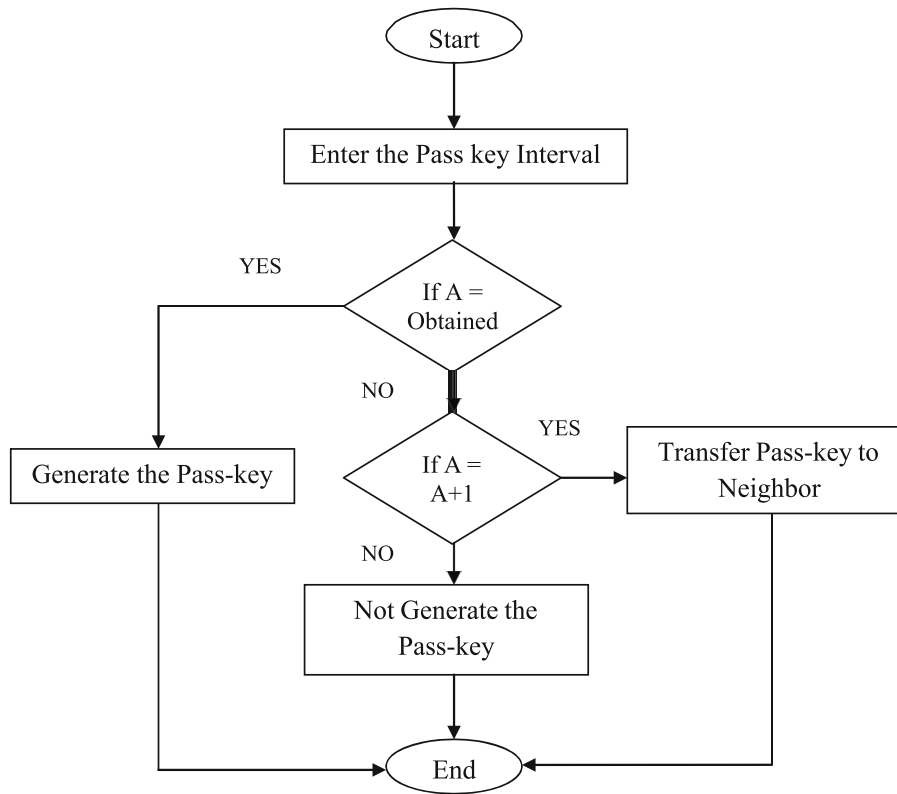 Start
Enter the Pass key Interval
YES
If A =
Obtained
NO
YES
Generate the Pass-key
If A =
A+1
Transfer Pass-key to
Neighbor
NO
Not Generate the
Pass-key
End